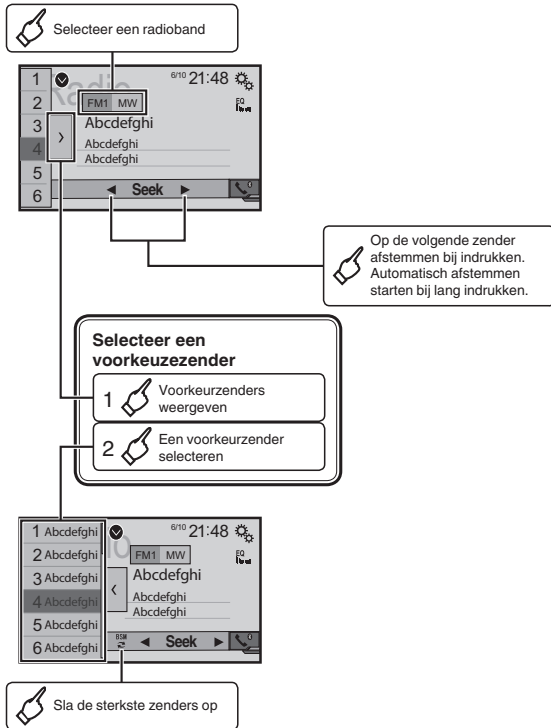 Selecteer een radioband
1
2
3
4
5
6
Radio
6/10 21:48
FM1 MW
EQ
Abcdefghi
Abcdefghi
Abcdefghi
Seek
Op de volgende zender
afstemmen bij indrukken.
Automatisch afstemmen
starten bij lang indrukken.
Selecteer een
voorkeuzezender
1 Voorkeurzenders
weergeven
2 Een voorkeurzender
selecteren
1 Abcdefghi
2 Abcdefghi
3 Abcdefghi
4 Abcdefghi
5 Abcdefghi
6 Abcdefghi
6/10 21:48
FM1 MW
EQ
Abcdefghi
Abcdefghi
Abcdefghi
BSM
Seek
Sla de sterkste zenders op